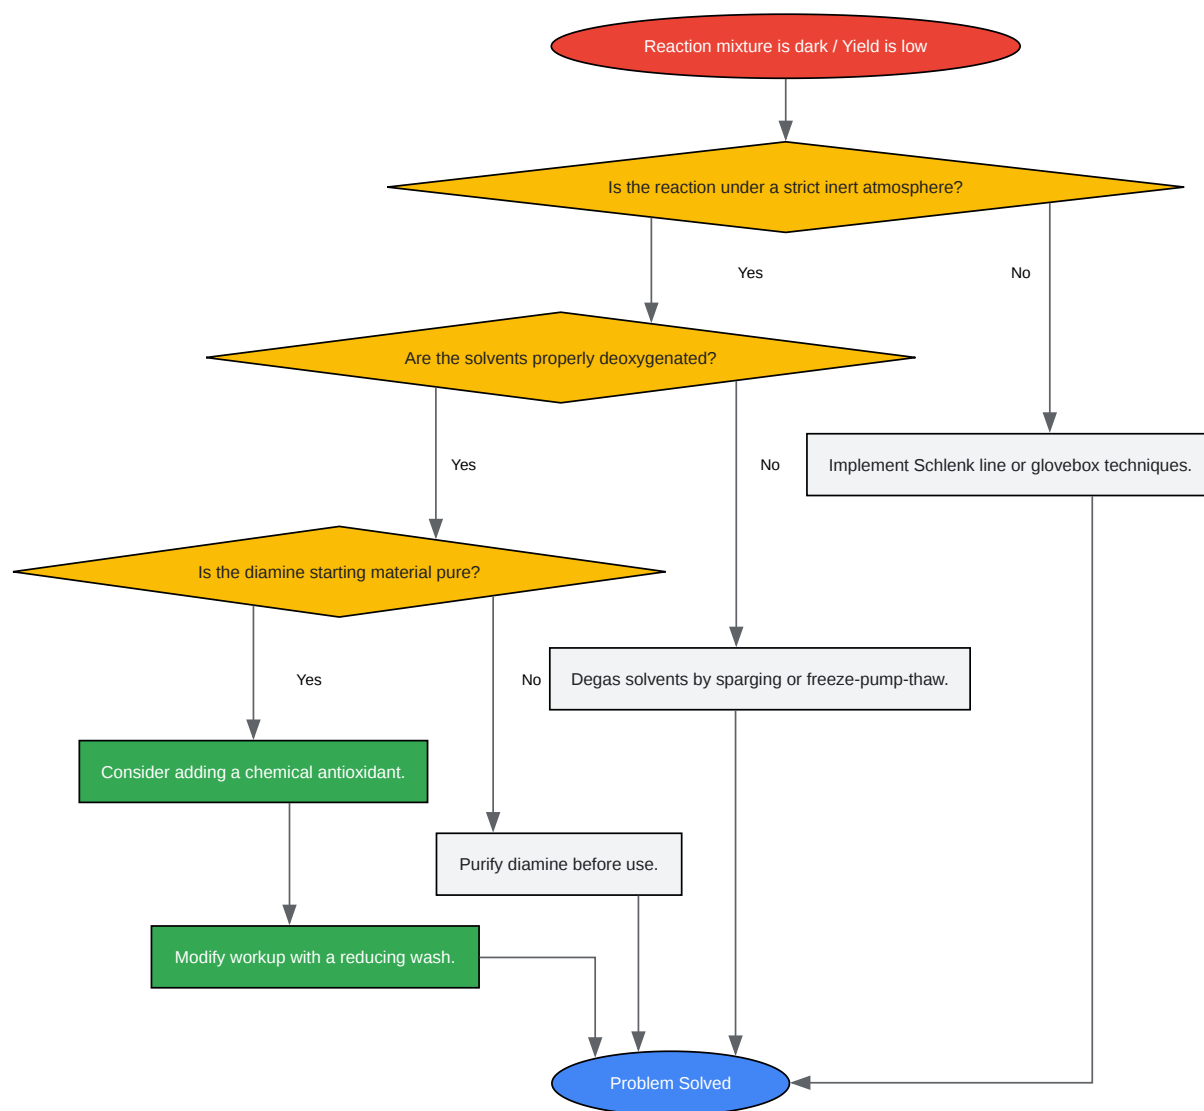 Reaction mixture is dark / Yield is low
Is the reaction under a strict inert atmosphere?
Yes
No
Are the solvents properly deoxygenated?
Yes
No
Implement Schlenk line or glovebox techniques.
Is the diamine starting material pure?
Yes
No
Degas solvents by sparging or freeze-pump-thaw.
Consider adding a chemical antioxidant.
Purify diamine before use.
Modify workup with a reducing wash.
Problem Solved